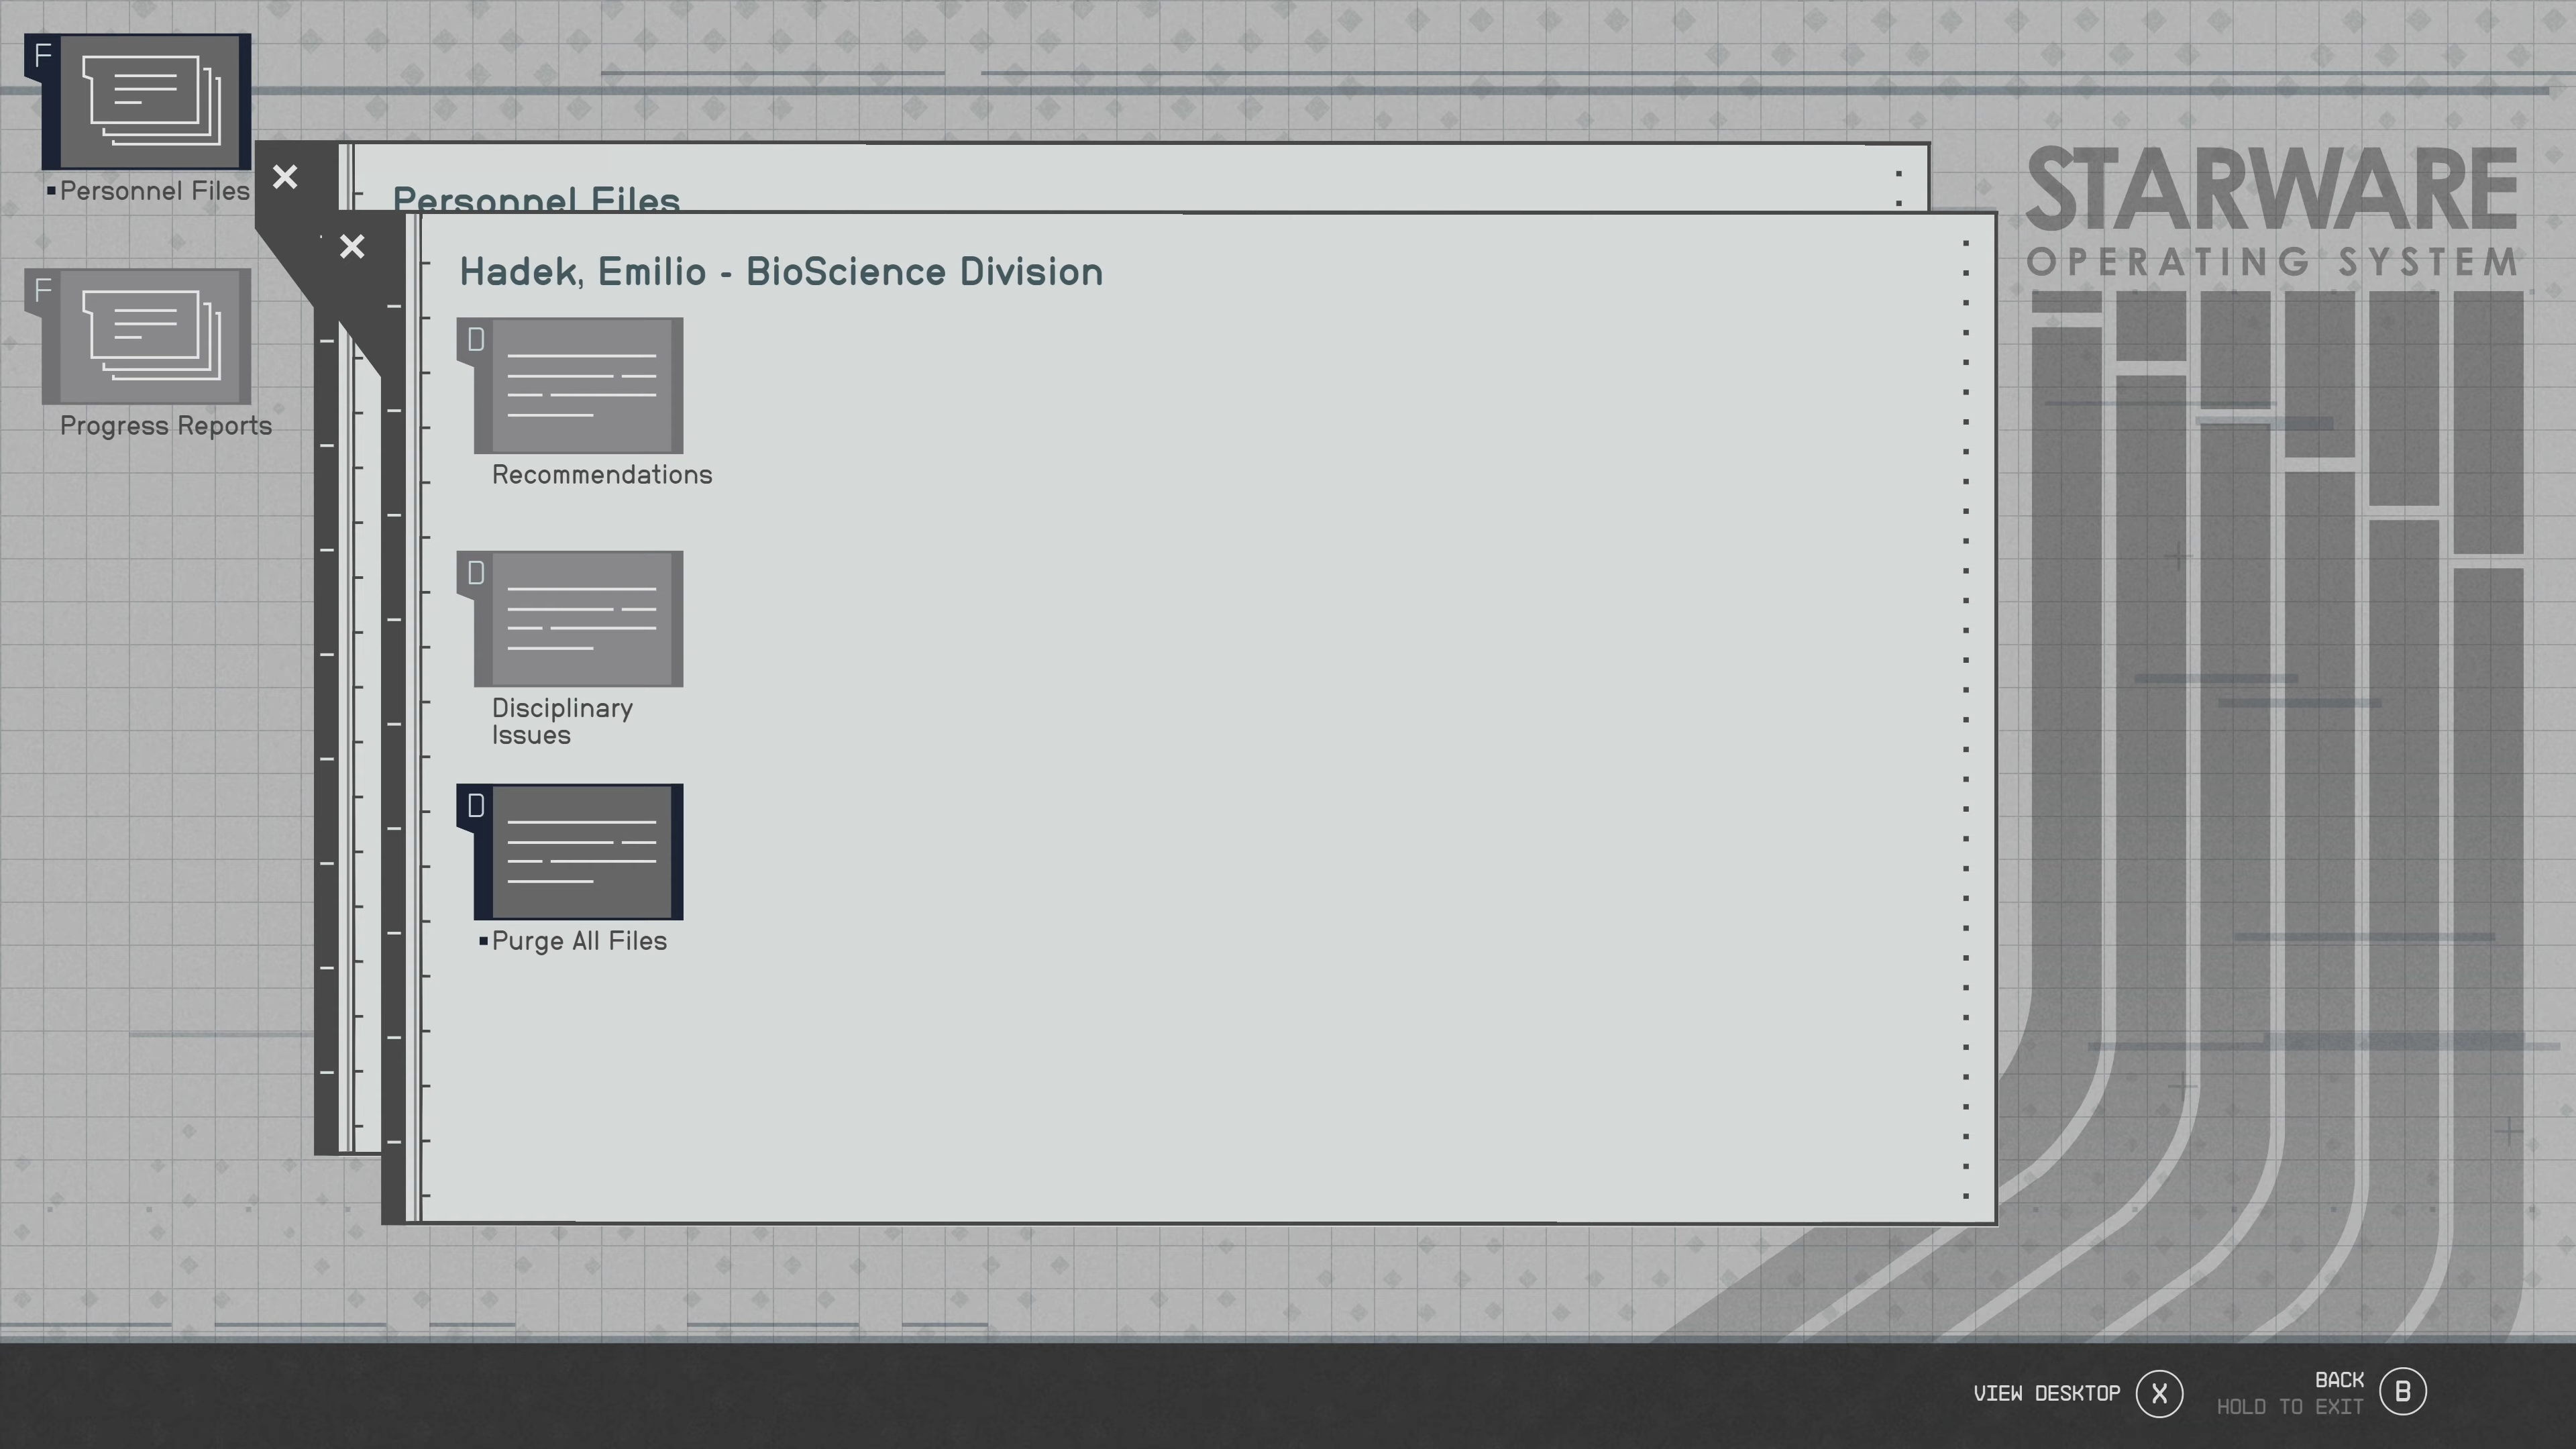 F
Personnel Files
F
Progress Reports
Personnel Files
Hadek, Emilio - BioScience Division
D
Recommendations
D
Disciplinary
Issues
D
Purge All Files
STARWARE
OPERATING SYSTEM
VIEW DESKTOP X
BACK B
HOLD TO EXIT